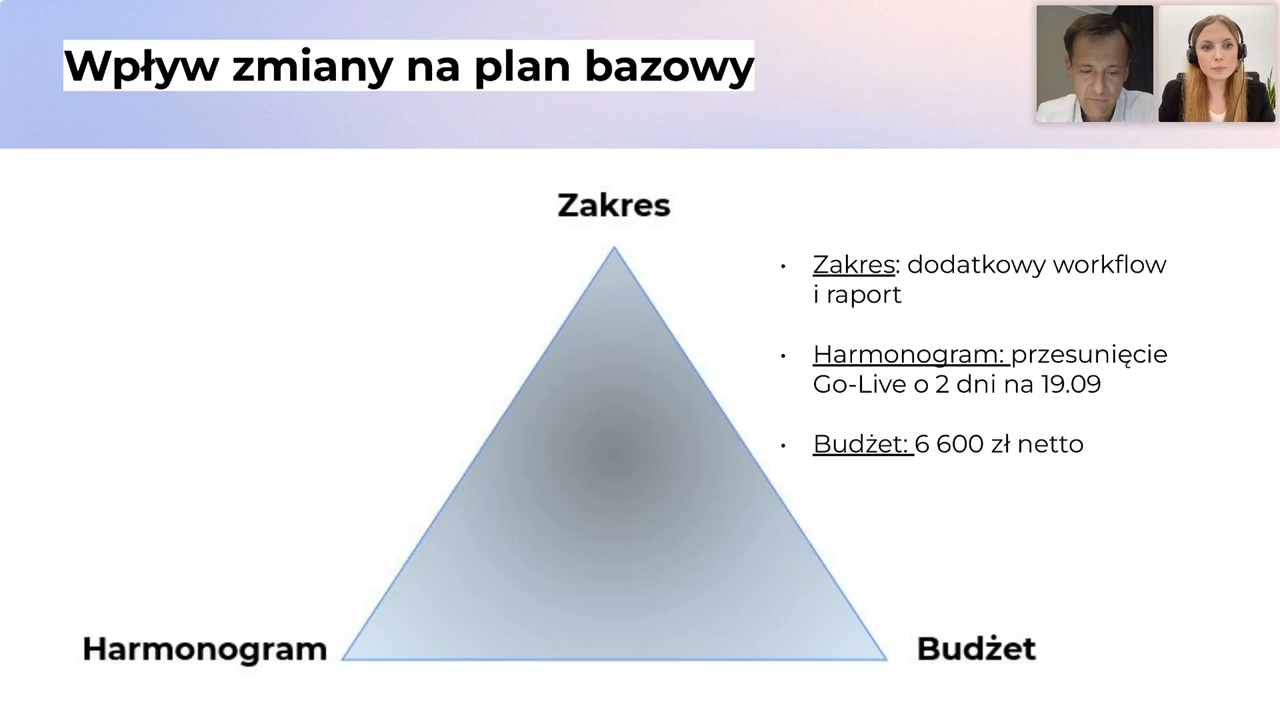 Wpływ zmiany na plan bazowy
Zakres
• Zakres: dodatkowy workflow
i raport
• Harmonogram: przesunięcie
Go-Live o 2 dni na 19.09
• Budżet: 6 600 zł netto
Harmonogram
Budżet